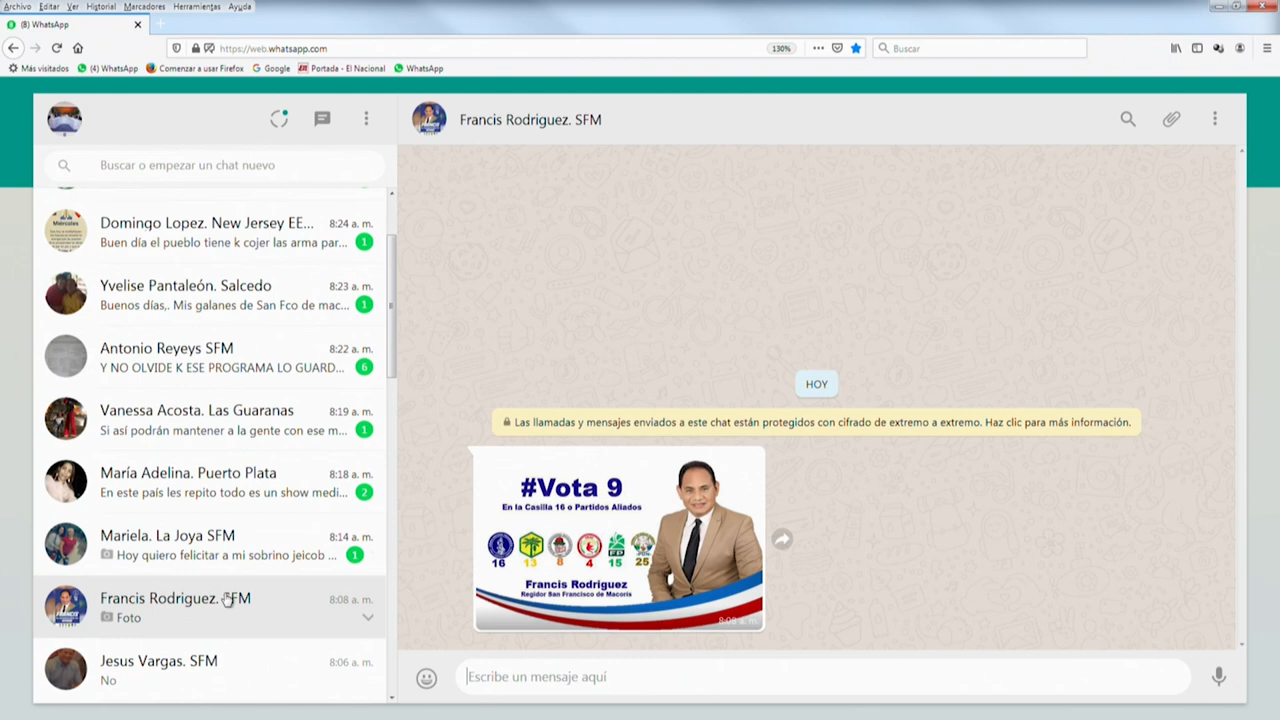 Archivo Editar Ver Historial Marcadores Herramientas Ayuda
(8) WhatsApp
https://web.whatsapp.com
130%
Buscar
Más visitados
(4) WhatsApp
Comenzar a usar Firefox
Google
Portada - El Nacional
WhatsApp
Francis Rodriguez. SFM
Buscar o empezar un chat nuevo
Domingo Lopez. New Jersey EE... 8:24 a. m.
Buen día el pueblo tienen cojer las arma par... 1
Yvelise Pantaleón. Salcedo 8:23 a. m.
Buenos días,. Mis galanes de San Fco de mac... 1
Antonio Reyeys SFM 8:22 a. m.
Y NO OLVIDE K ESE PROGRAMA LO GUARD... 6
Vanessa Acosta. Las Guaranas 8:19 a. m.
Si así podrán mantener a la gente con ese m... 1
María Adelina. Puerto Plata 8:18 a. m.
En este país les repito todo es un show medi... 2
Mariela. La Joya SFM 8:14 a. m.
Hoy quiero felicitar a mi sobrino jeicob ... 1
Francis Rodriguez. SFM 8:08 a. m.
Foto
Jesus Vargas. SFM 8:06 a. m.
No
HOY
Las llamadas y mensajes enviados a este chat están protegidos con cifrado de extremo a extremo. Haz clic para más información.
#Vota 9
En la Casilla 16 o Partidos Aliados
FP
16 13 8 4 15 25
Francis Rodriguez
Regidor San Francisco de Macorís
8:08 a. m.
Escribe un mensaje aquí